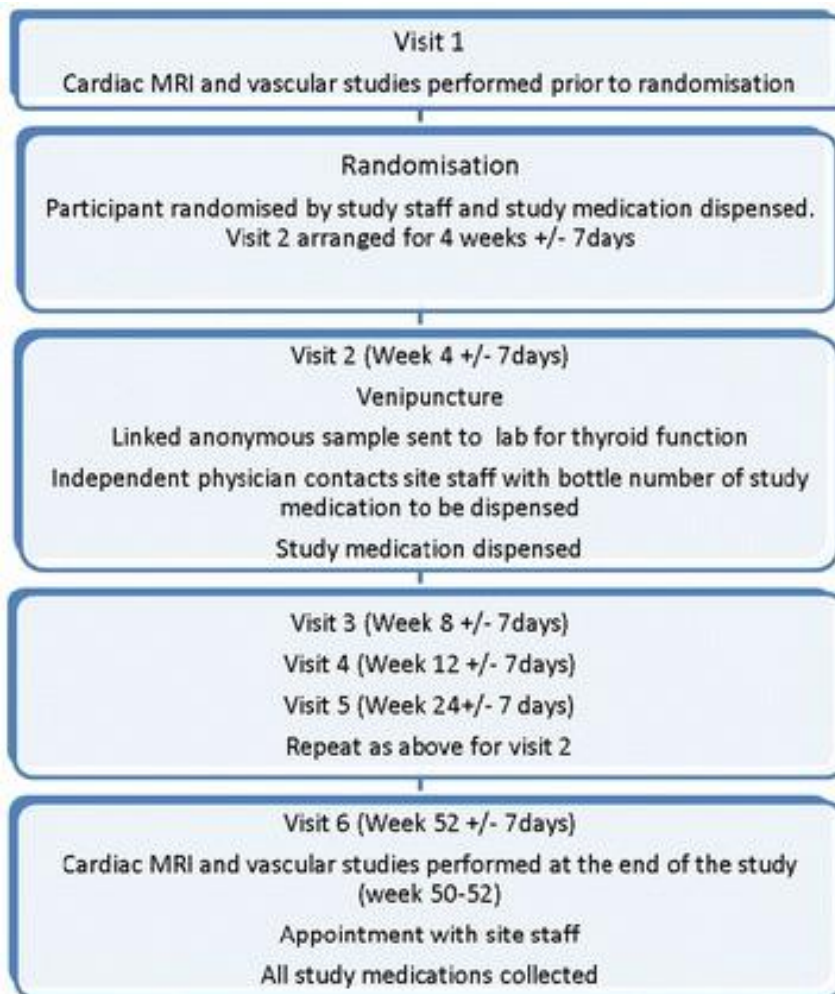 Visit 1
Cardiac MRI and vascular studies performed prior to randomisation
Randomisation
Participant randomised by study staff and study medication dispensed.
Visit 2 arranged for 4 weeks +/- 7days
Visit 2 (Week 4 +/- 7days)
Venipuncture
Linked anonymous sample sent to lab for thyroid function
Independent physician contacts site staff with bottle number of study
medication to be dispensed
Study medication dispensed
Visit 3 (Week 8 +/- 7days)
Visit 4 (Week 12 +/- 7days)
Visit 5 (Week 24+/- 7 days)
Repeat as above for visit 2
Visit 6 (Week 52 +/- 7days)
Cardiac MRI and vascular studies performed at the end of the study
(week 50-52)
Appointment with site staff
All study medications collected